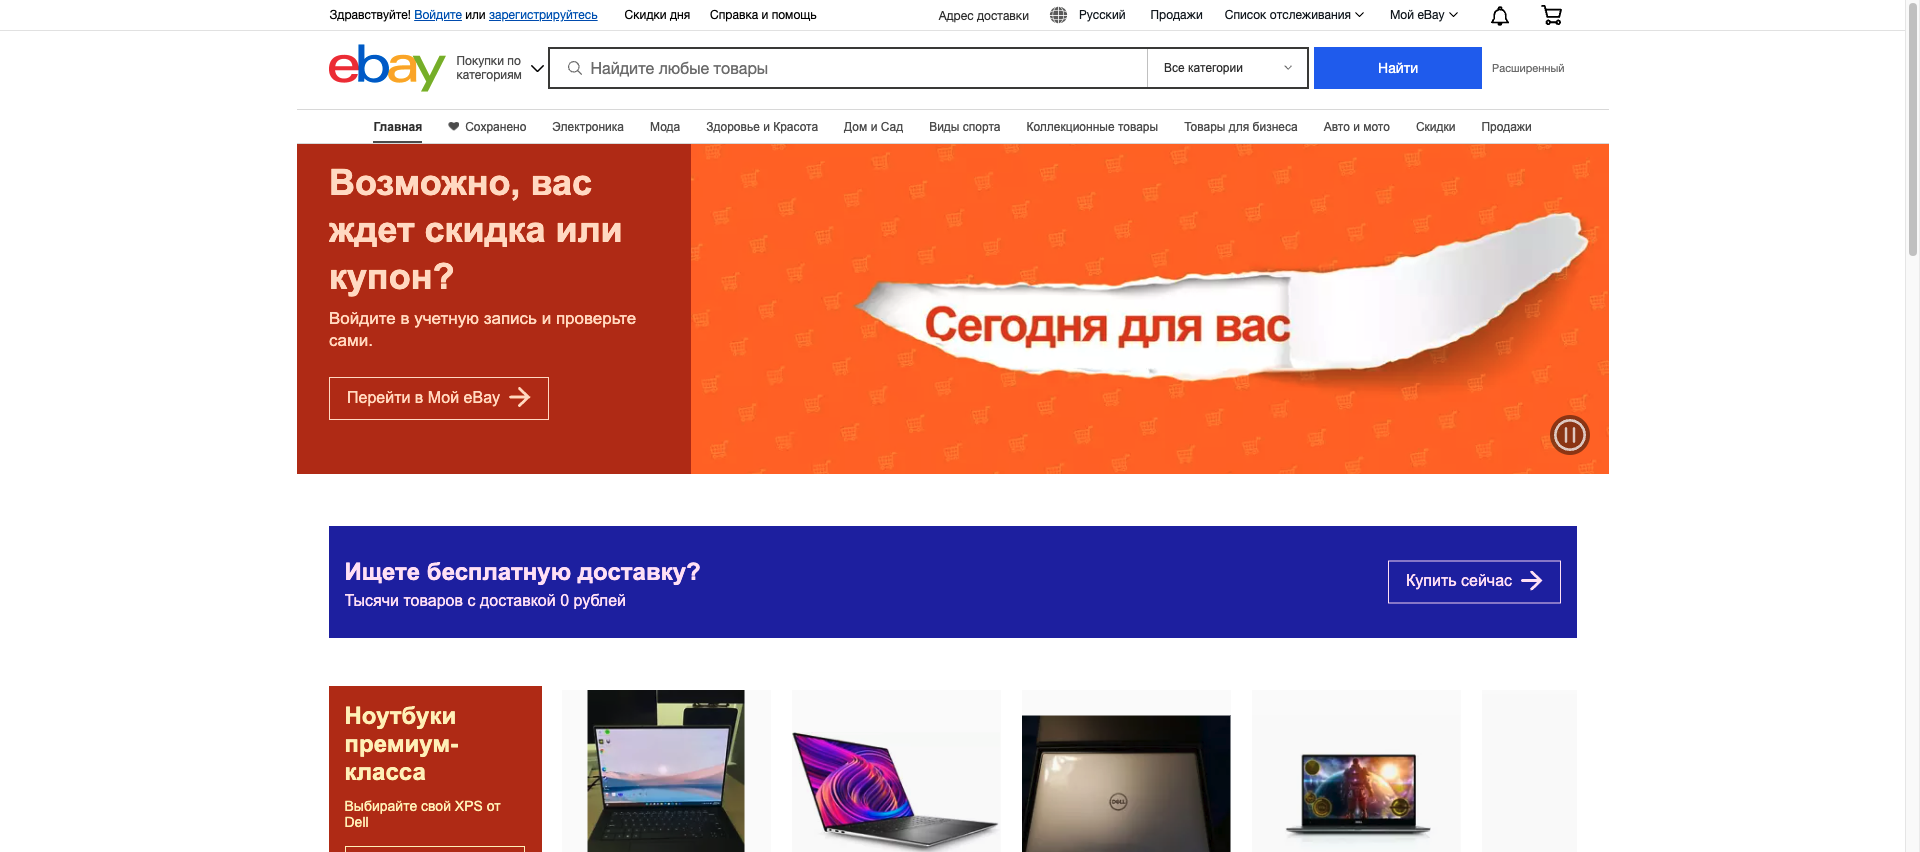 Здравствуйте! Войдите или зарегистрируйтесь
Скидки дня
Справка и помощь
Адрес доставки
Русский
Продажи
Список отслеживания
Мой eBay
ebay
Покупки по
категориям
Найдите любые товары
Все категории
Найти
Расширенный
Главная
Сохранено
Электроника
Мода
Здоровье и Красота
Дом и Сад
Виды спорта
Коллекционные товары
Товары для бизнеса
Авто и мото
Скидки
Продажи
Возможно, вас
ждет скидка или
купон?
Войдите в учетную запись и проверьте
сами.
Перейти в Мой eBay
Сегодня для вас
Ищете бесплатную доставку?
Тысячи товаров с доставкой 0 рублей
Купить сейчас
Ноутбуки
премиум-
класса
Выбирайте свой XPS от
Dell
DELL